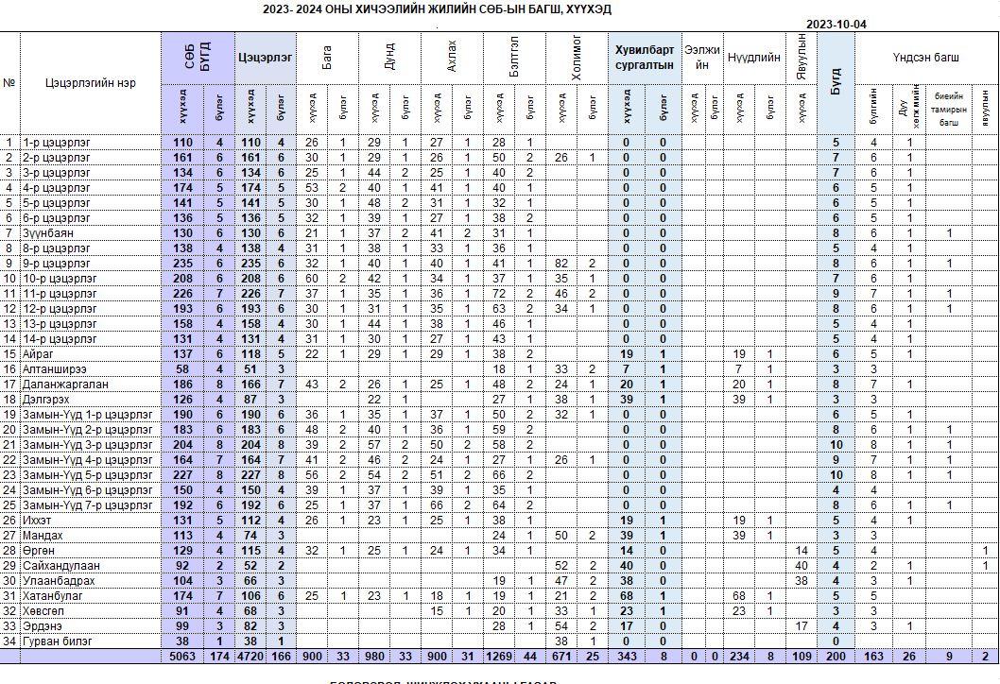 2023- 2024 ОНЫ ХИЧЭЭЛИЙН ЖИЛИЙН СӨБ-ЫН БАГШ, ХҮҮХЭД
2023-10-04
№ Цэцэрлэгийн нэр СӨБ БҮГД Цэцэрлэг Бага Дунд Ахлах Бэлтгэл Холимог Хувилбарт сургалтын Ээлжийн Нүүдлийн Явуулын Бүгд Үндсэн багш
хүүхэд бүлэг хүүхэд бүлэг хүүхэд бүлэг хүүхэд бүлэг хүүхэд бүлэг хүүхэд бүлэг хүүхэд бүлэг хүүхэд бүлэг хүүхэд бүлэг хүүхэд бүлэг хүүхэд бүлгийн Дуу хөгжмийн биеийн тамирын багш явуулын
1 1-р цэцэрлэг 110 4 110 4 26 1 29 1 27 1 28 1 0 0 5 4 1
2 2-р цэцэрлэг 161 6 161 6 30 1 29 1 26 1 50 2 26 1 0 0 7 6 1
3 3-р цэцэрлэг 134 6 134 6 25 1 44 2 25 1 40 2 0 0 7 6 1
4 4-р цэцэрлэг 174 5 174 5 53 2 40 1 41 1 40 1 0 0 6 5 1
5 5-р цэцэрлэг 141 5 141 5 30 1 48 2 31 1 32 1 0 0 6 5 1
6 6-р цэцэрлэг 136 5 136 5 32 1 39 1 27 1 38 2 0 0 6 5 1
7 Зүүнбаян 130 6 130 6 21 1 37 2 41 2 31 1 0 0 8 6 1 1
8 8-р цэцэрлэг 138 4 138 4 31 1 38 1 33 1 36 1 0 0 5 4 1
9 9-р цэцэрлэг 235 6 235 6 32 1 40 1 40 1 41 1 82 2 0 0 8 6 1 1
10 10-р цэцэрлэг 208 6 208 6 60 2 42 1 34 1 37 1 35 1 0 0 7 6 1
11 11-р цэцэрлэг 226 7 226 7 37 1 35 1 36 1 72 2 46 2 0 0 9 7 1 1
12 12-р цэцэрлэг 193 6 193 6 30 1 31 1 35 1 63 2 34 1 0 0 8 6 1 1
13 13-р цэцэрлэг 158 4 158 4 30 1 44 1 38 1 46 1 0 0 5 4 1
14 14-р цэцэрлэг 131 4 131 4 31 1 30 1 27 1 43 1 0 0 5 4 1
15 Айраг 137 6 118 5 22 1 29 1 29 1 38 2 19 1 19 1 6 5 1
16 Алтанширээ 58 4 51 3 18 1 33 2 7 1 7 1 3 3
17 Даланжаргалан 186 8 166 7 43 2 26 1 25 1 48 2 24 1 20 1 20 1 8 7 1
18 Дэлгэрэх 126 4 87 3 22 1 27 1 38 1 39 1 39 1 3 3
19 Замын-Үүд 1-р цэцэрлэг 190 6 190 6 36 1 35 1 37 1 50 2 32 1 0 0 6 5 1
20 Замын-Үүд 2-р цэцэрлэг 183 6 183 6 48 2 40 1 36 1 59 2 0 0 8 6 1 1
21 Замын-Үүд 3-р цэцэрлэг 204 8 204 8 39 2 57 2 50 2 58 2 0 0 10 8 1 1
22 Замын-Үүд 4-р цэцэрлэг 164 7 164 7 41 2 46 2 24 1 27 1 26 1 0 0 9 7 1 1
23 Замын-Үүд 5-р цэцэрлэг 227 8 227 8 56 2 54 2 51 2 66 2 0 0 10 8 1 1
24 Замын-Үүд 6-р цэцэрлэг 150 4 150 4 39 1 37 1 39 1 35 1 0 0 4 4
25 Замын-Үүд 7-р цэцэрлэг 192 6 192 6 25 1 37 1 66 2 64 2 0 0 8 6 1 1
26 Иххэт 131 5 112 4 26 1 23 1 25 1 38 1 19 1 19 1 5 4 1
27 Мандах 113 4 74 3 24 1 50 2 39 1 39 1 3 3
28 Өргөн 129 4 115 4 32 1 25 1 24 1 34 1 14 0 14 5 4 1
29 Сайхандулаан 92 2 52 2 52 2 40 0 40 4 2 1 1
30 Улаанбадрах 104 3 66 3 19 1 47 2 38 0 38 4 3 1
31 Хатанбулаг 174 7 106 6 25 1 23 1 18 1 19 1 21 2 68 1 68 1 5 5
32 Хөвсгөл 91 4 68 3 15 1 20 1 33 1 23 1 23 1 3 3
33 Эрдэнэ 99 3 82 3 28 1 54 2 17 0 17 4 3 1
34 Гурван билэг 38 1 38 1 38 1 0 0 0
5063 174 4720 166 900 33 980 33 900 31 1269 44 671 25 343 8 0 0 234 8 109 200 163 26 9 2